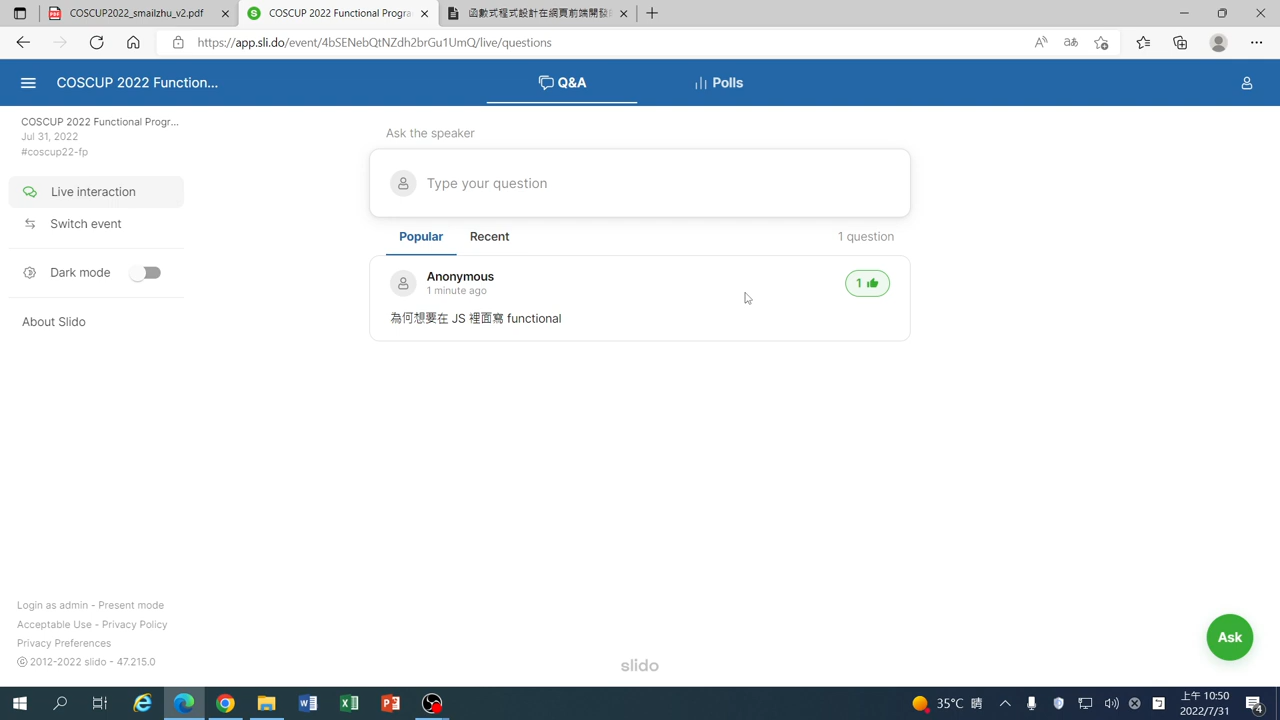 COSCUP2022_smailzhu_v2.pdf
COSCUP 2022 Functional Progra
函數式程式設計在網頁前端開發
https://app.sli.do/event/4bSENebQtNZdh2brGu1UmQ/live/questions
COSCUP 2022 Function...
Q&A
Polls
COSCUP 2022 Functional Progr...
Jul 31, 2022
#coscup22-fp
Live interaction
Switch event
Dark mode
About Slido
Ask the speaker
Type your question
Popular
Recent
1 question
Anonymous
1 minute ago
1
為何想要在 JS 裡面寫 functional
Login as admin - Present mode
Acceptable Use - Privacy Policy
Privacy Preferences
© 2012-2022 slido - 47.215.0
slido
Ask
35°C 晴
上午 10:50
2022/7/31
4